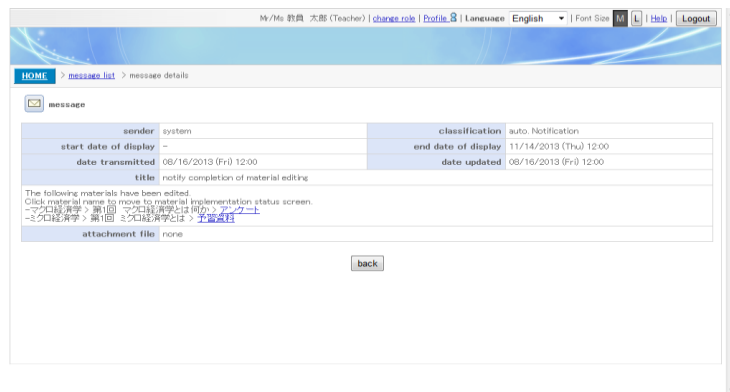 Mr/Ms 教員 太郎 (Teacher) | change role | Profile | Language English | Font Size M L | Help | Logout
HOME > message list > message details
message
sender system classification auto. Notification
start date of display - end date of display 11/14/2013 (Thu) 12:00
date transmitted 08/16/2013 (Fri) 12:00 date updated 08/16/2013 (Fri) 12:00
title notify completion of material editing
The following materials have been edited.
Click material name to move to material implementation status screen.
-マクロ経済学 > 第1回 マクロ経済学とは何か > アンケート
-ミクロ経済学 > 第1回 ミクロ経済学とは > 予習資料
attachment file none
back